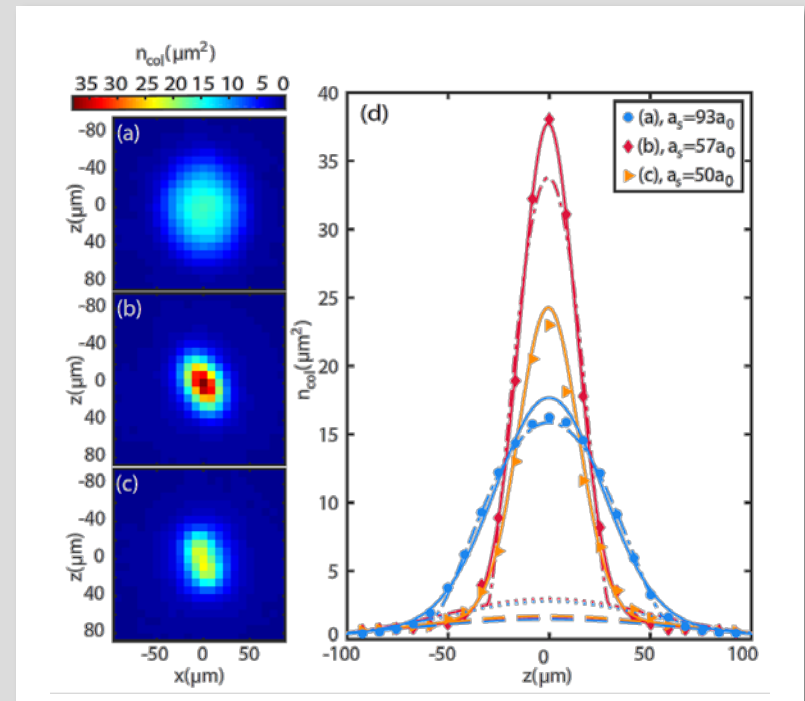 n_col(µm²)
35 30 25 20 15 10 5 0
(a)
-80
-40
0
40
80
z(µm)
(b)
-80
-40
0
40
80
z(µm)
(c)
-80
-40
0
40
80
z(µm)
-50 0 50
x(µm)
(d)
40
35
30
25
20
15
10
5
0
n_col(µm²)
-100 -50 0 50 100
z(µm)
(a), a_s=93a_0
(b), a_s=57a_0
(c), a_s=50a_0